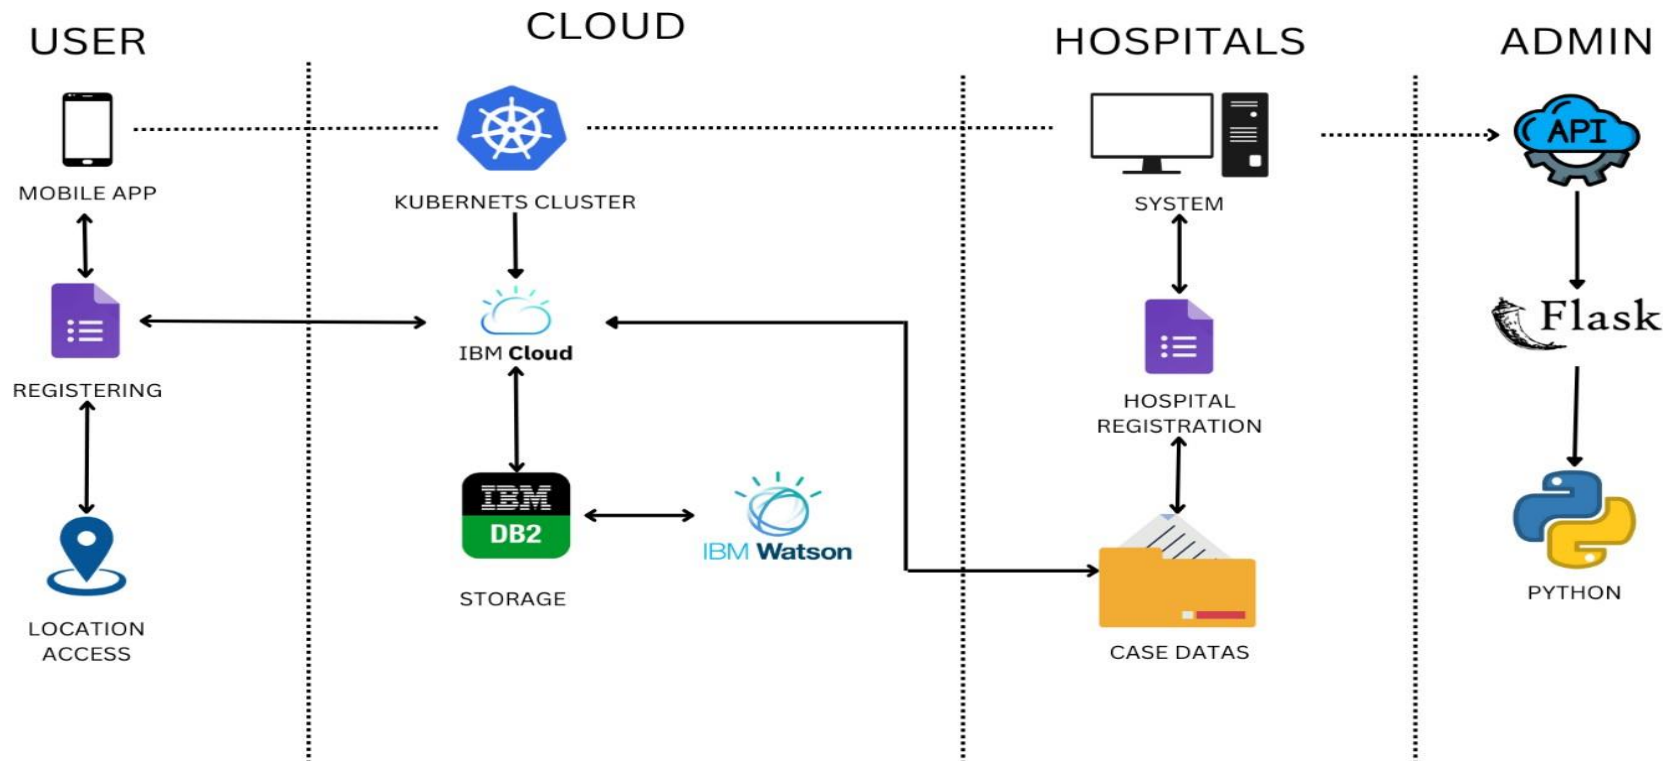 USER
CLOUD
HOSPITALS
ADMIN
API
MOBILE APP
KUBERNETS CLUSTER
SYSTEM
Flask
IBM Cloud
REGISTERING
HOSPITAL
REGISTRATION
IBM
DB2
IBM Watson
STORAGE
PYTHON
LOCATION
ACCESS
CASE DATAS